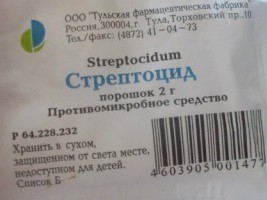 ООО "Тульская фармацевтическая фабрика"
Россия,300004,г Тула,Торховский пр.10
Тел./факс: (4872) 41-04-73
Streptocidum
Стрептоцид
порошок 2 г
Противомикробное средство
Р 64.228.232
Хранить в сухом,
защищенном от света месте,
недоступном для детей.
Список Б
4603905001477